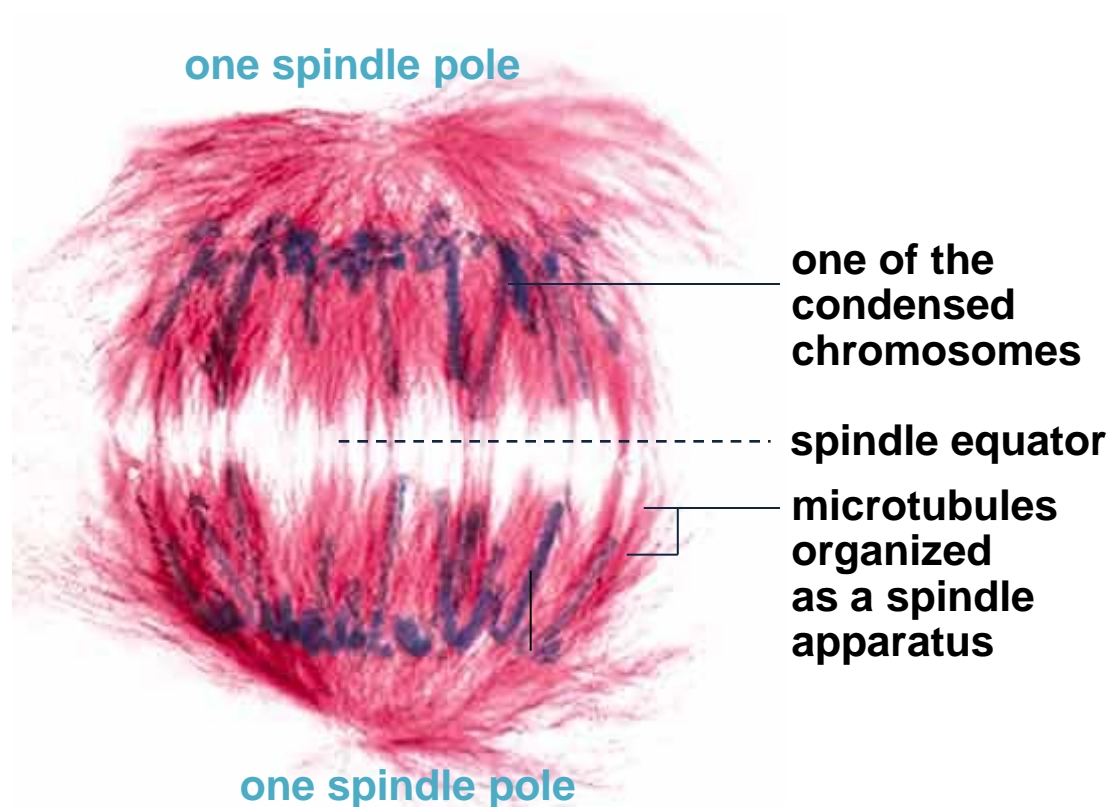 one spindle pole
one of the
condensed
chromosomes
spindle equator
microtubules
organized
as a spindle
apparatus
one spindle pole